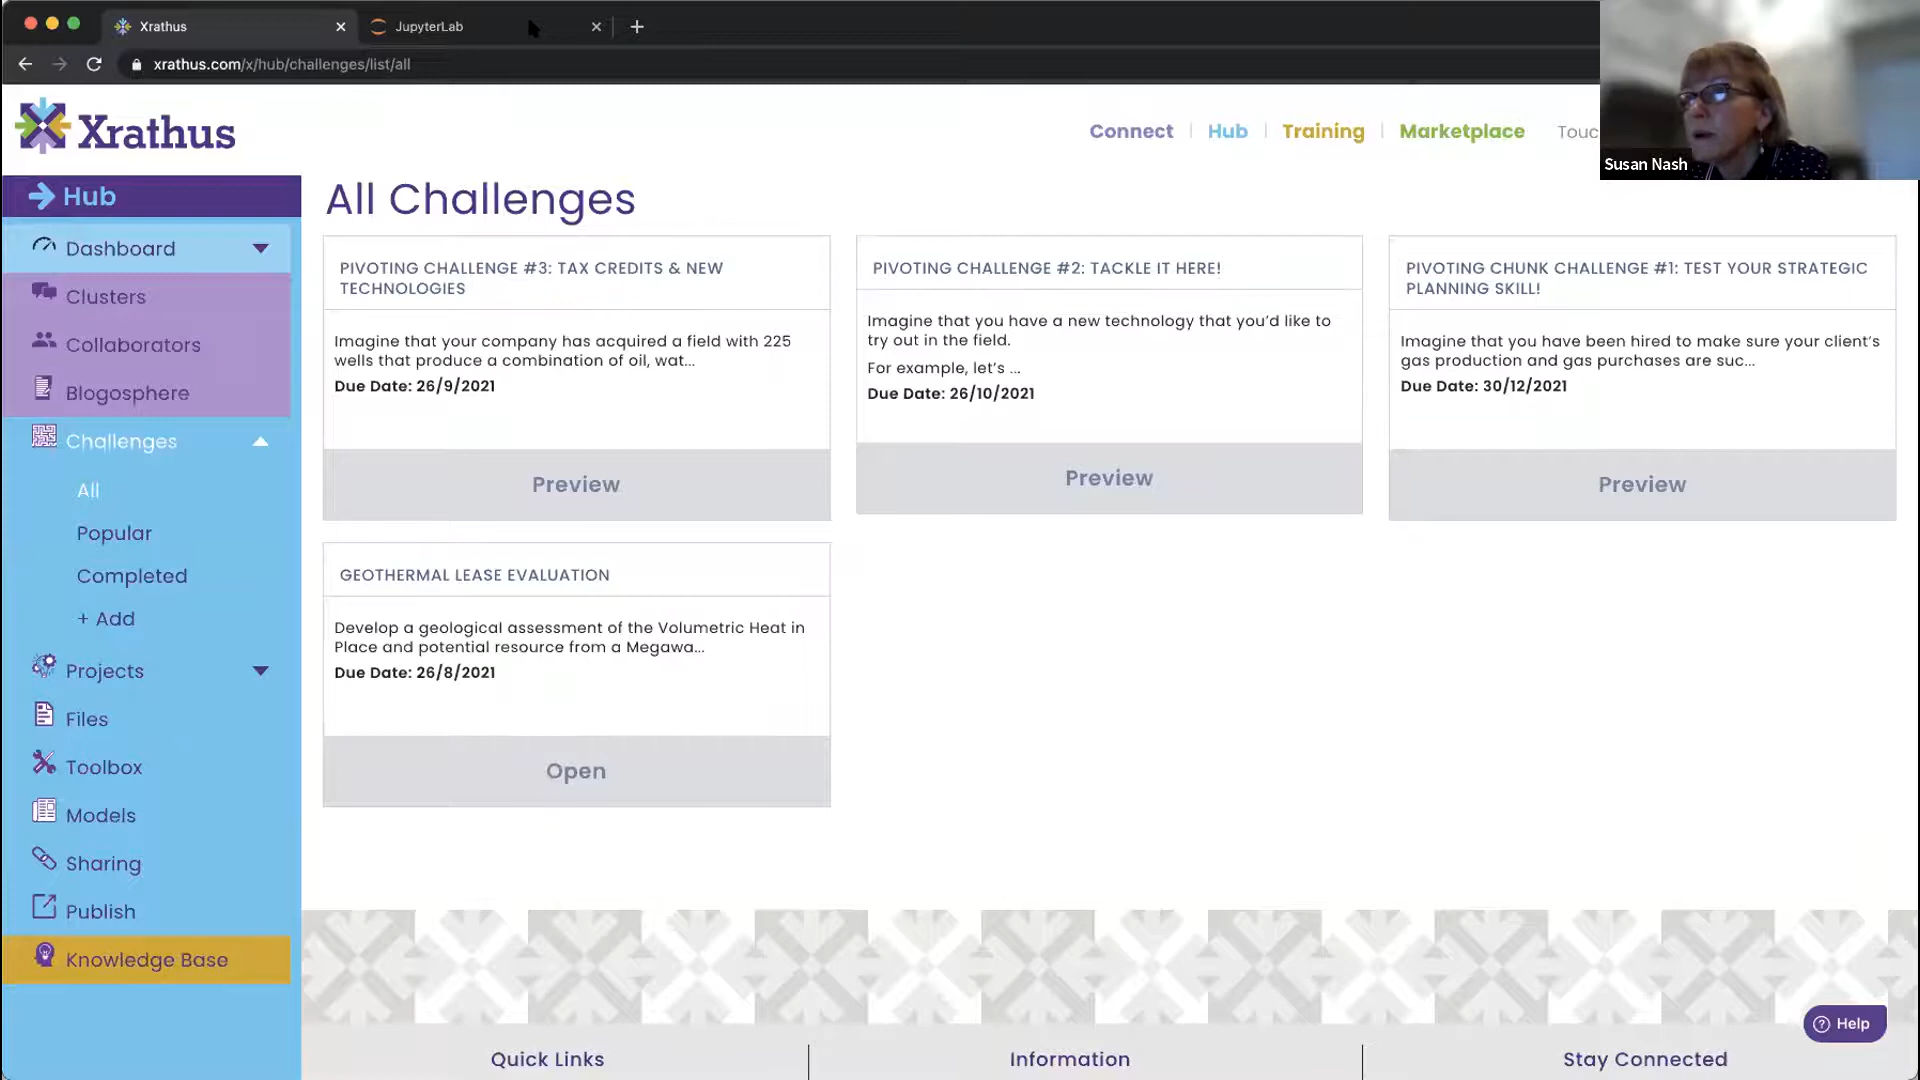 Xrathus
JupyterLab
xrathus.com/x/hub/challenges/list/all
Xrathus
Connect
Hub
Training
Marketplace
Touc
Susan Nash
Hub
Dashboard
Clusters
Collaborators
Blogosphere
Challenges
All
Popular
Completed
+ Add
Projects
Files
Toolbox
Models
Sharing
Publish
Knowledge Base
All Challenges
PIVOTING CHALLENGE #3: TAX CREDITS & NEW
TECHNOLOGIES
Imagine that your company has acquired a field with 225
wells that produce a combination of oil, wat...
Due Date: 26/9/2021
Preview
PIVOTING CHALLENGE #2: TACKLE IT HERE!
Imagine that you have a new technology that you'd like to
try out in the field.
For example, let's ...
Due Date: 26/10/2021
Preview
PIVOTING CHUNK CHALLENGE #1: TEST YOUR STRATEGIC
PLANNING SKILL!
Imagine that you have been hired to make sure your client's
gas production and gas purchases are suc...
Due Date: 30/12/2021
Preview
GEOTHERMAL LEASE EVALUATION
Develop a geological assessment of the Volumetric Heat in
Place and potential resource from a Megawa...
Due Date: 26/8/2021
Open
Help
Quick Links
Information
Stay Connected